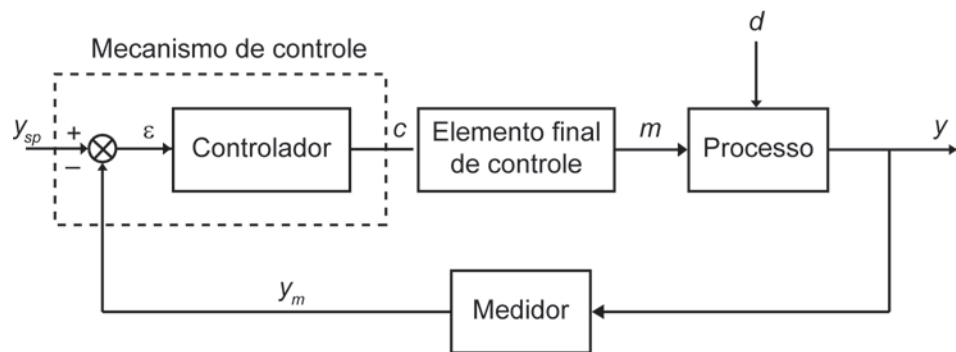 Mecanismo de controle
d
y_sp
+
−
ε
Controlador
c
Elemento final
de controle
m
Processo
y
y_m
Medidor